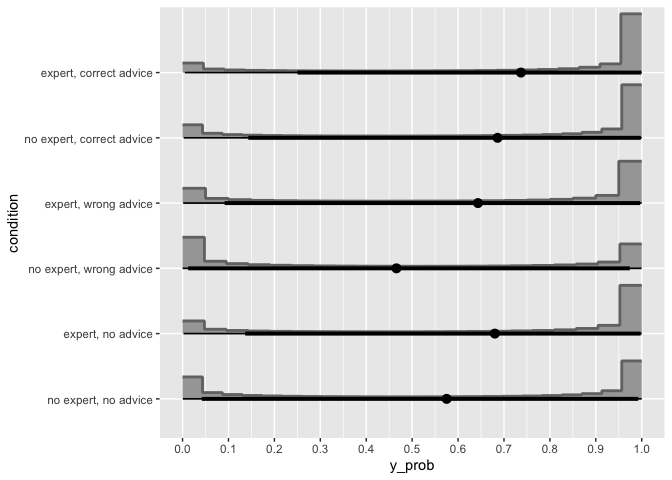 expert, correct advice
no expert, correct advice
expert, wrong advice
no expert, wrong advice
expert, no advice
no expert, no advice
condition
0.0 0.1 0.2 0.3 0.4 0.5 0.6 0.7 0.8 0.9 1.0
y_prob